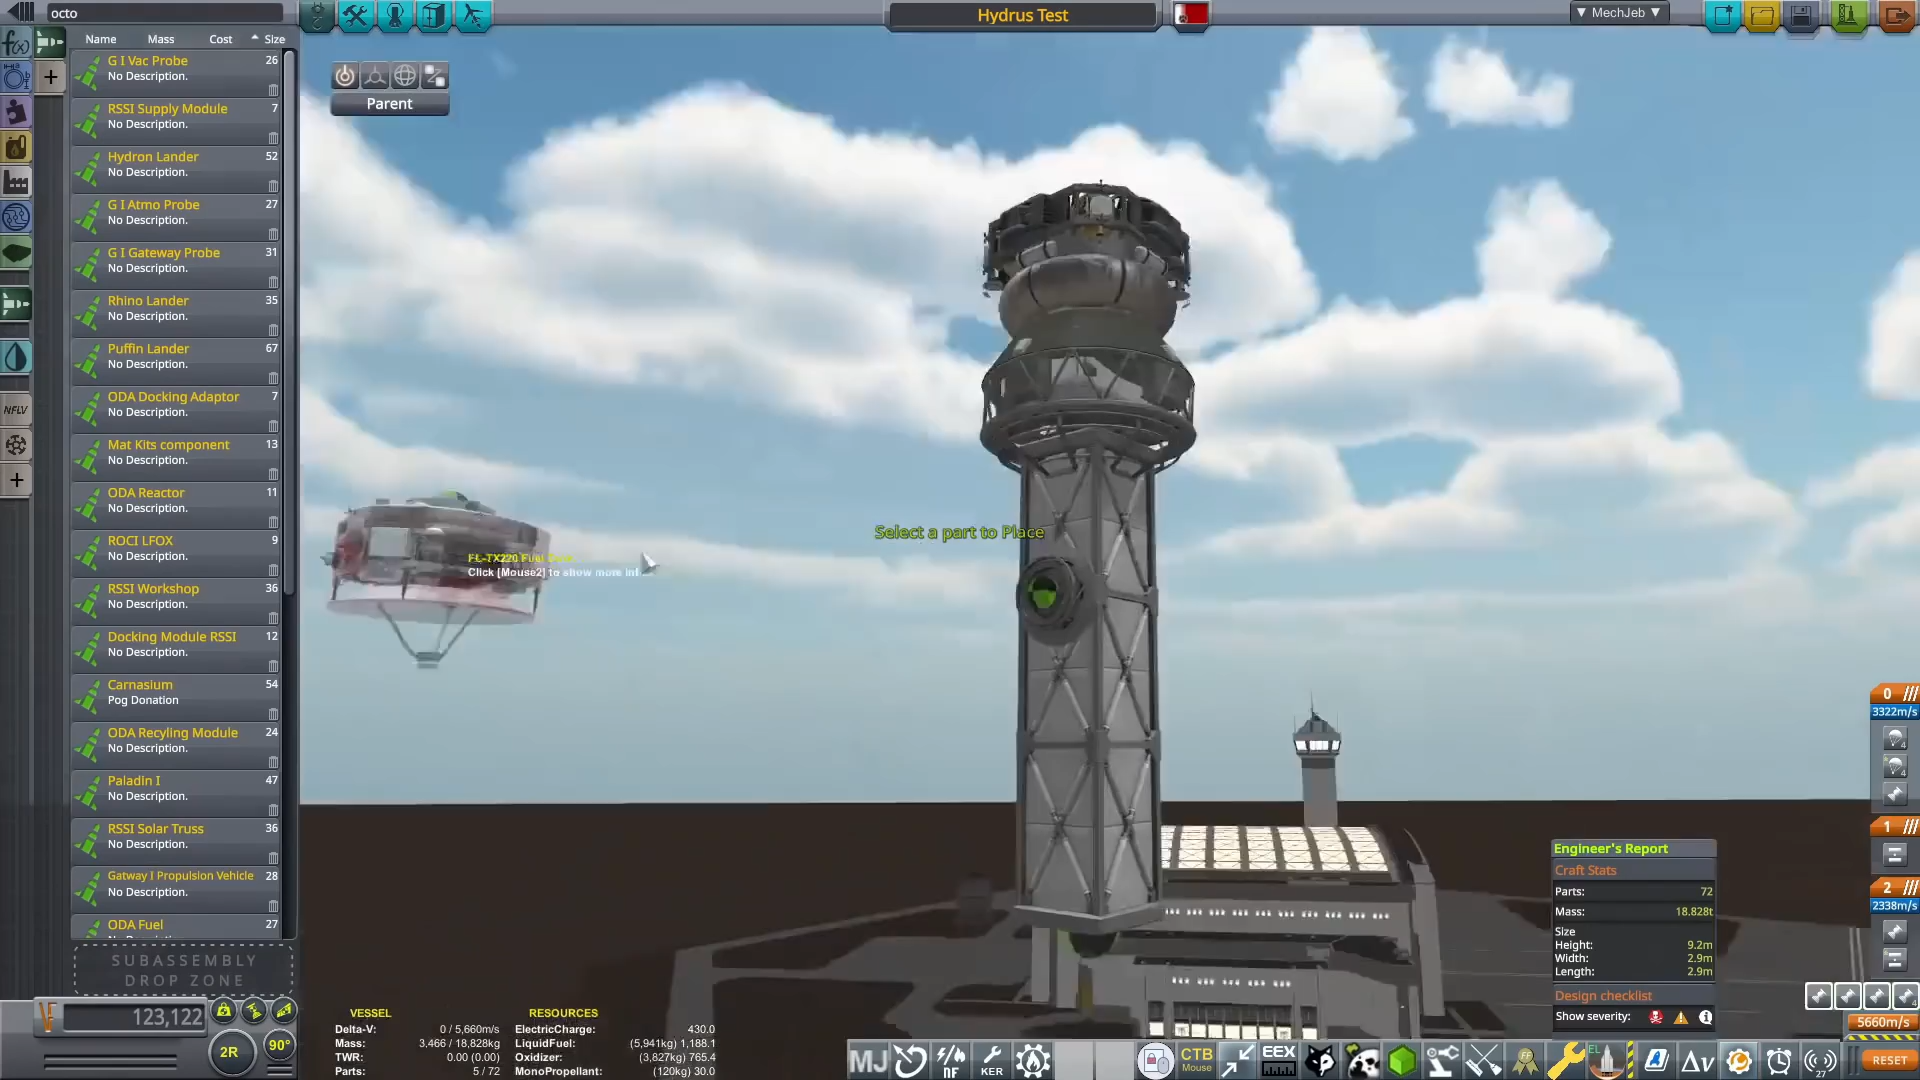 octo
Hydrus Test
▼ MechJeb ▼
Name Mass Cost Size
G I Vac Probe 26
No Description.
RSSI Supply Module 7
No Description.
Hydron Lander 52
No Description.
G I Atmo Probe 27
No Description.
G I Gateway Probe 31
No Description.
Rhino Lander 35
No Description.
Puffin Lander 67
No Description.
ODA Docking Adaptor 7
No Description.
Mat Kits component 13
No Description.
ODA Reactor 11
No Description.
ROCI LFOX 9
No Description.
RSSI Workshop 36
No Description.
Docking Module RSSI 12
No Description.
Carnasium 54
Pog Donation
ODA Recyling Module 24
No Description.
Paladin I 47
No Description.
RSSI Solar Truss 36
No Description.
Gatway I Propulsion Vehicle 28
No Description.
ODA Fuel 27
SUBASSEMBLY
DROP ZONE
123,122
2R
90°
NFLV
f(x)
Parent
Select a part to Place
FL-TX220 Fuel
Click [Mouse2] to show more
VESSEL
Delta-V: 0 / 5,660m/s
Mass: 3,466 / 18,828kg
TWR: 0.00 (0.00)
Parts: 5 / 72
RESOURCES
ElectricCharge: 430.0
LiquidFuel: (5,941kg) 1,188.1
Oxidizer: (3,827kg) 765.4
MonoPropellant: (120kg) 30.0
Engineer's Report
Craft Stats
Parts: 72
Mass: 18.828t
Size
Height: 9.2m
Width: 2.9m
Length: 2.9m
Design checklist
Show severity:
0
3322m/s
4
4
1
2
2338m/s
4
5660m/s
MJ
NF
KER
CTB
Mouse
EEX
FF
EL
Δv
27
RESET